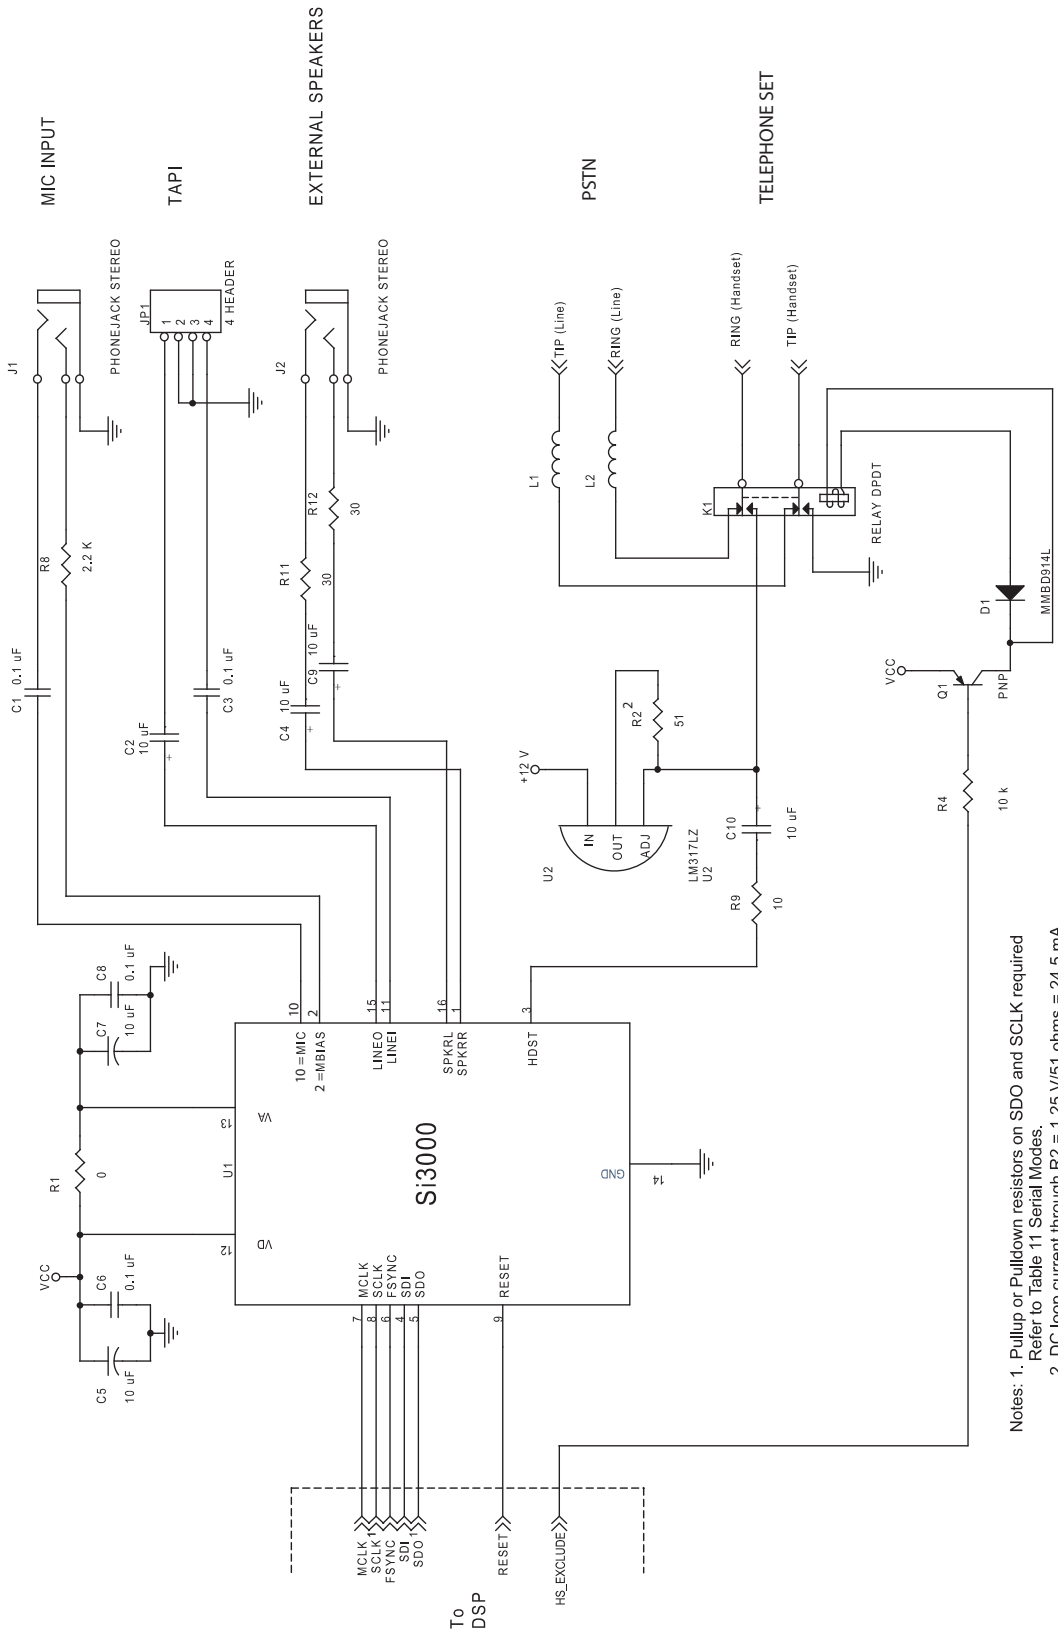 MIC INPUT
TAPI
EXTERNAL SPEAKERS
PSTN
TELEPHONE SET
J1
PHONEJACK STEREO
JP1
1
2
3
4
4 HEADER
J2
PHONEJACK STEREO
TIP (Line)
RING (Line)
RING (Handset)
TIP (Handset)
R8
2.2 K
C1
0.1 uF
C2
10 uF
+
C3
0.1 uF
R11
30
R12
30
C4
10 uF
+
C9
10 uF
+
L1
L2
K1
RELAY DPDT
D1
MMBD914L
VCC
Q1
PNP
R4
10 k
+12 V
R2 2
51
IN
OUT
ADJ
U2
LM317LZ
U2
C10
10 uF
+
R9
10
C8
0.1 uF
C7
10 uF
R1
0
VCC
C6
0.1 uF
C5
10 uF
13
VA
U1
12
VD
Si3000
10
10 =MIC
2
2 =MBIAS
15
LINEO
11
LINEI
16
SPKRL
1
SPKRR
3
HDST
GND
14
7
MCLK
8
SCLK
6
FSYNC
4
SDI
5
SDO
9
RESET
MCLK
SCLK 1
FSYNC
SDI
SDO 1
RESET
HS_EXCLUDE
To
DSP
Notes: 1. Pullup or Pulldown resistors on SDO and SCLK required
Refer to Table 11 Serial Modes.
2. DC loop current through R2 = 1.25 V/51 ohms = 24.5 mA